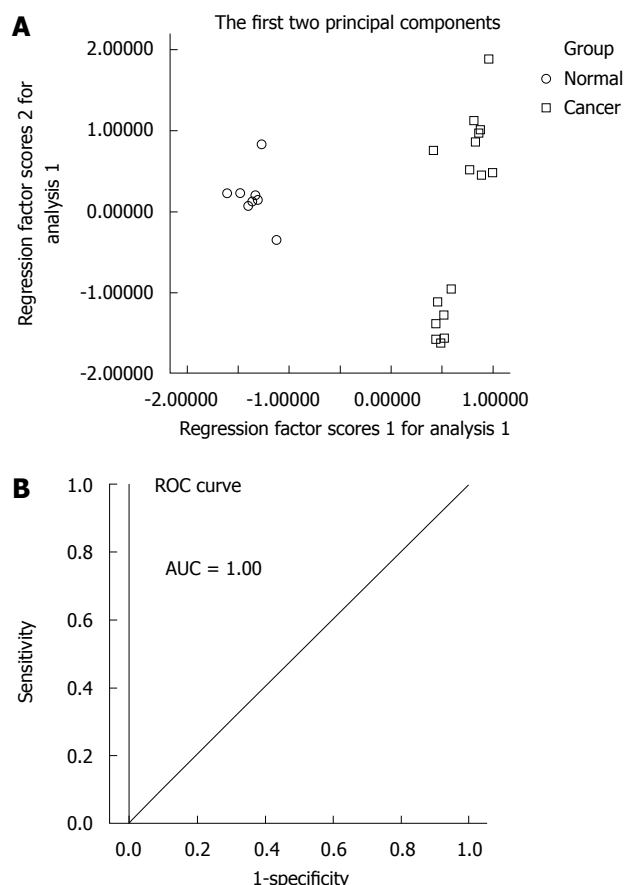 A
The first two principal components
Group
Normal
Cancer
Regression factor scores 2 for
analysis 1
2.00000
1.00000
0.00000
-1.00000
-2.00000
-2.00000 -1.00000 0.00000 1.00000
Regression factor scores 1 for analysis 1
B
ROC curve
AUC = 1.00
Sensitivity
1.0
0.8
0.6
0.4
0.2
0.0
0.0 0.2 0.4 0.6 0.8 1.0
1-specificity